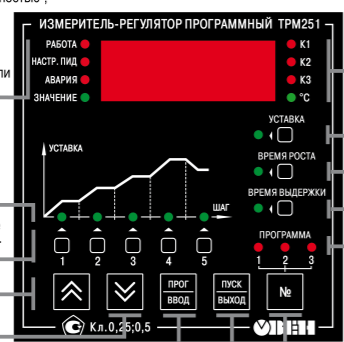 ностью ,
ИЗМЕРИТЕЛЬ-РЕГУЛЯТОР ПРОГРАММНЫЙ ТРМ251
РАБОТА
К1
ли
НАСТР. ПИД
К2
АВАРИЯ
К3
ЗНАЧЕНИЕ
°С
УСТАВКА
УСТАВКА
ВРЕМЯ РОСТА
ВРЕМЯ ВЫДЕРЖКИ
ШАГ
ПРОГРАММА
1 2 3 4 5
1 2 3
ПРОГ
ВВОД
ПУСК
ВЫХОД
№
Кл.0,25;0,5
ОВЕН